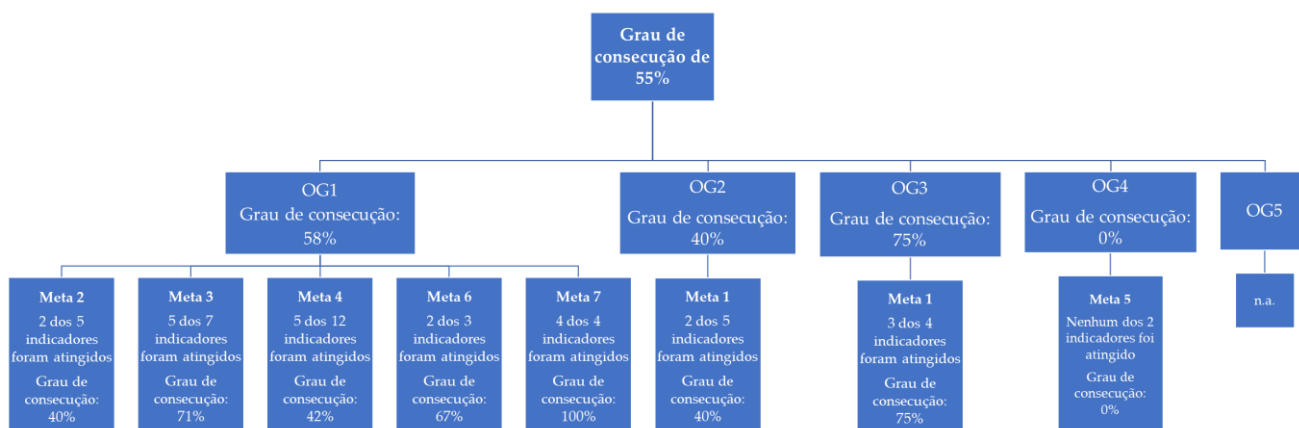 Grau de
consecução de
55%
OG1
Grau de consecução:
58%
OG2
Grau de consecução:
40%
OG3
Grau de consecução:
75%
OG4
Grau de consecução:
0%
OG5
Meta 2
2 dos 5
indicadores
foram atingidos
Grau de
consecução:
40%
Meta 3
5 dos 7
indicadores
foram atingidos
Grau de
consecução:
71%
Meta 4
5 dos 12
indicadores
foram atingidos
Grau de
consecução:
42%
Meta 6
2 dos 3
indicadores
foram atingidos
Grau de
consecução:
67%
Meta 7
4 dos 4
indicadores
foram atingidos
Grau de
consecução:
100%
Meta 1
2 dos 5
indicadores
foram atingidos
Grau de
consecução:
40%
Meta 1
3 dos 4
indicadores
foram atingidos
Grau de
consecução:
75%
Meta 5
Nenhum dos 2
indicadores foi
atingido
Grau de
consecução:
0%
n.a.